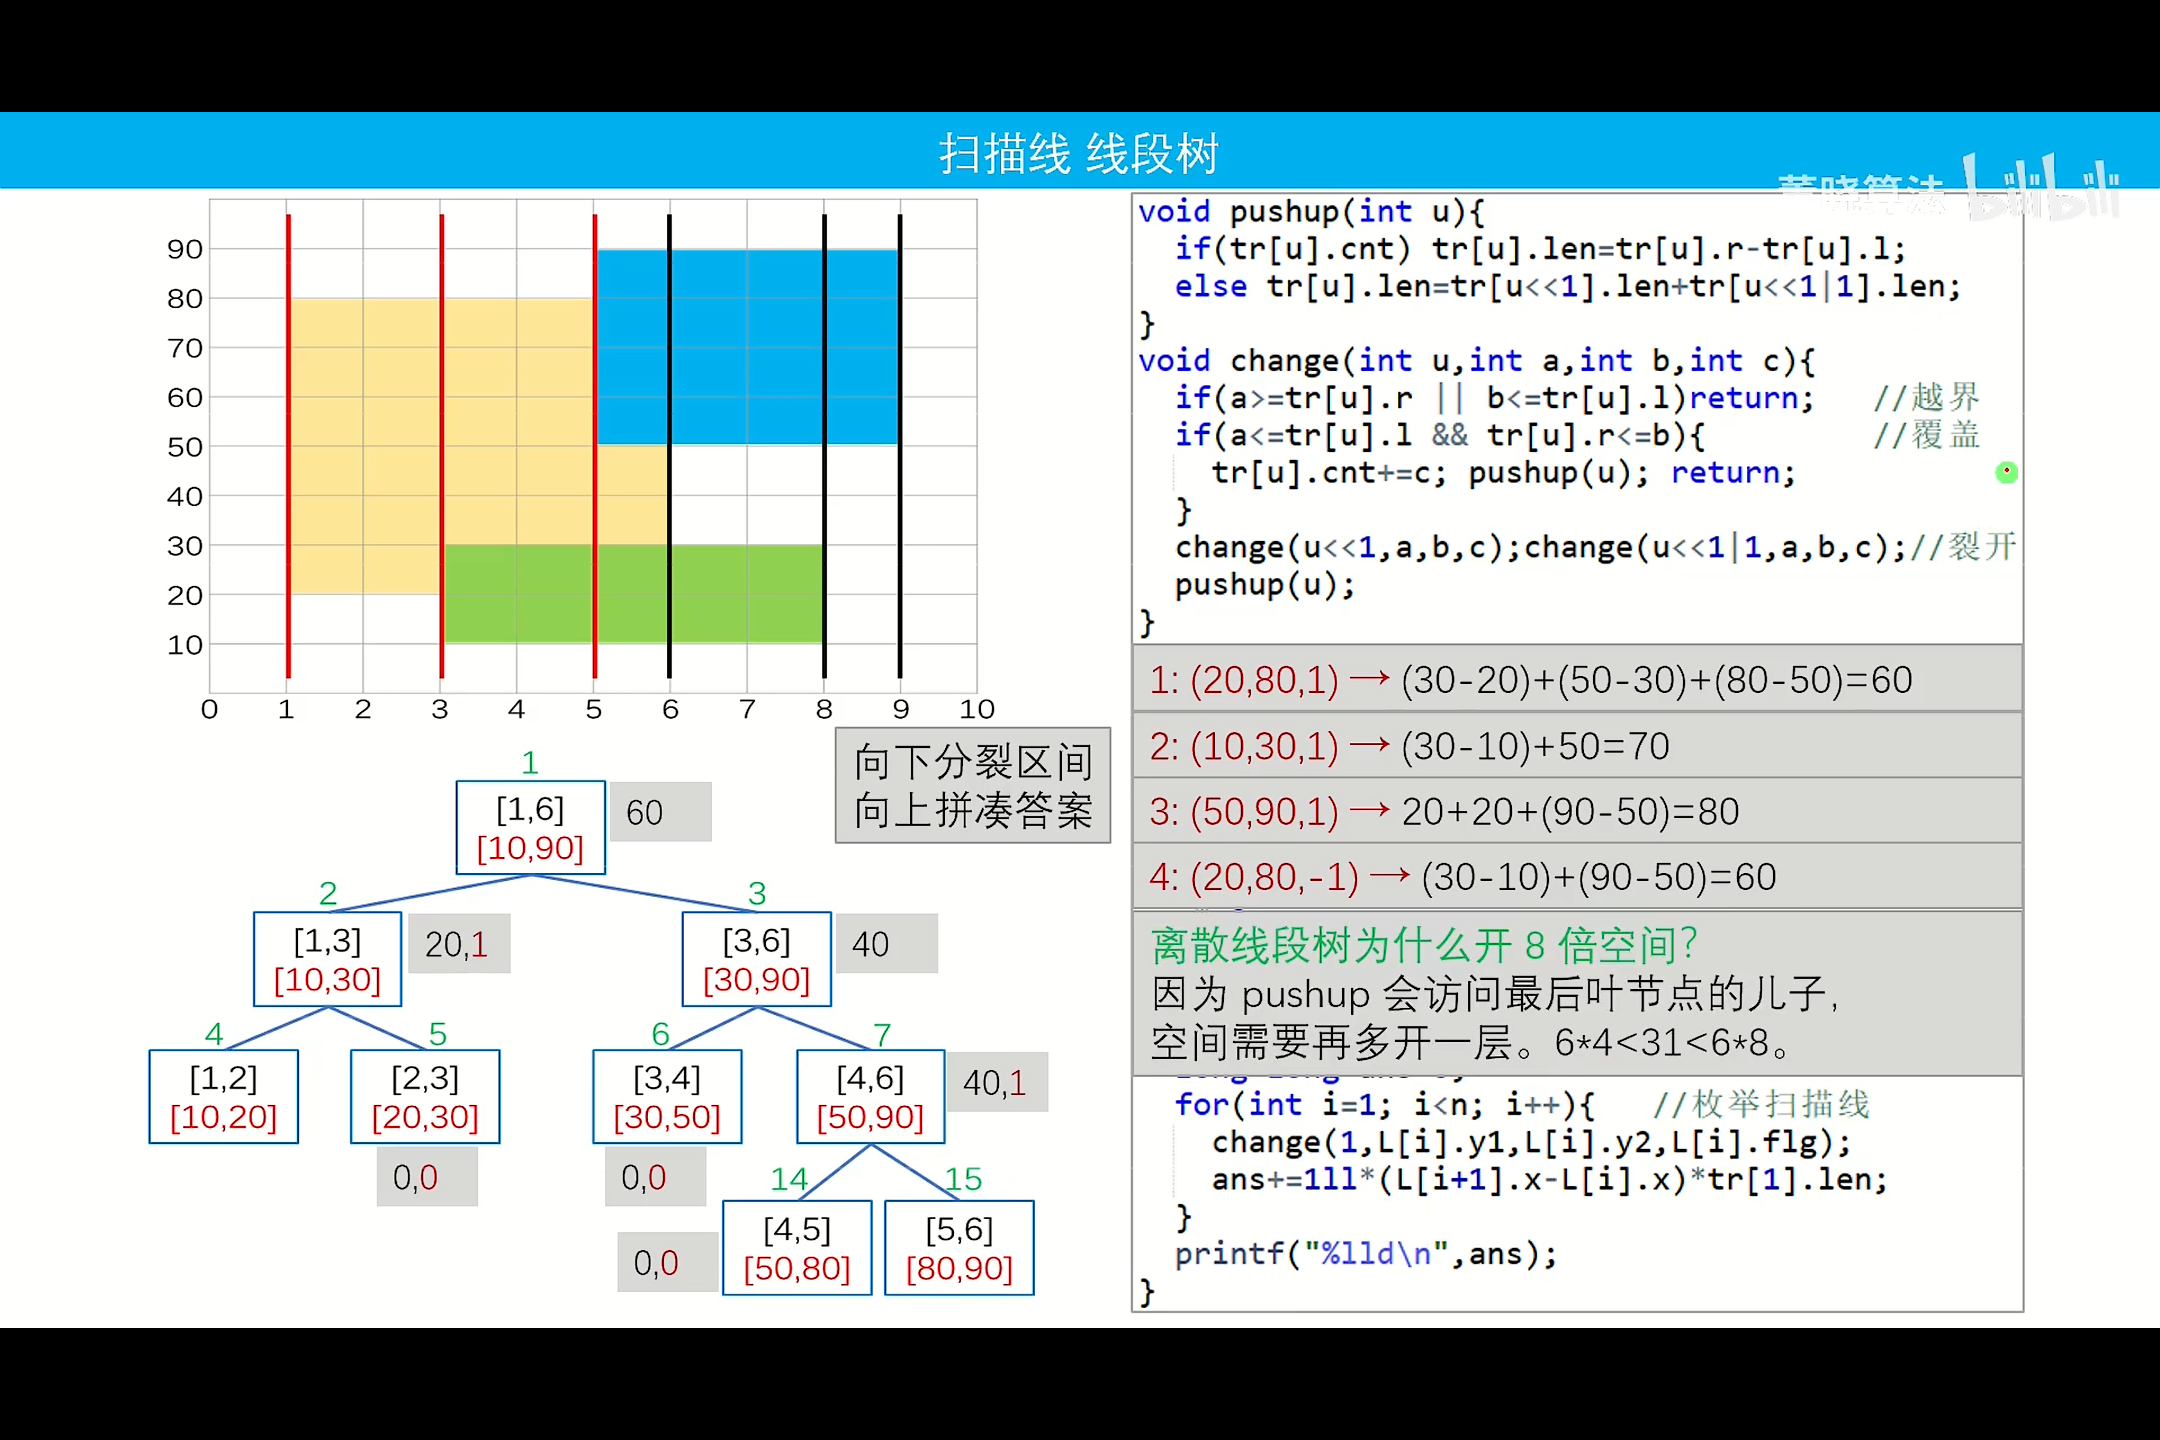 扫描线 线段树
董晓算法 bilibili
90
80
70
60
50
40
30
20
10
0 1 2 3 4 5 6 7 8 9 10
向下分裂区间
向上拼凑答案
1
[1,6]
[10,90]
60
2
[1,3]
[10,30]
20,1
3
[3,6]
[30,90]
40
4
[1,2]
[10,20]
5
[2,3]
[20,30]
0,0
6
[3,4]
[30,50]
0,0
7
[4,6]
[50,90]
40,1
14
[4,5]
[50,80]
0,0
15
[5,6]
[80,90]
void pushup(int u){
if(tr[u].cnt) tr[u].len=tr[u].r-tr[u].l;
else tr[u].len=tr[u<<1].len+tr[u<<1|1].len;
}
void change(int u,int a,int b,int c){
if(a>=tr[u].r || b<=tr[u].l)return; //越界
if(a<=tr[u].l && tr[u].r<=b){ //覆盖
tr[u].cnt+=c; pushup(u); return;
}
change(u<<1,a,b,c);change(u<<1|1,a,b,c);//裂开
pushup(u);
}
1: (20,80,1) → (30-20)+(50-30)+(80-50)=60
2: (10,30,1) → (30-10)+50=70
3: (50,90,1) → 20+20+(90-50)=80
4: (20,80,-1) → (30-10)+(90-50)=60
离散线段树为什么开 8 倍空间？
因为 pushup 会访问最后叶节点的儿子，
空间需要再多开一层。6*4<31<6*8。
for(int i=1; i<n; i++){ //枚举扫描线
change(1,L[i].y1,L[i].y2,L[i].flg);
ans+=1ll*(L[i+1].x-L[i].x)*tr[1].len;
}
printf("%lld\n",ans);
}